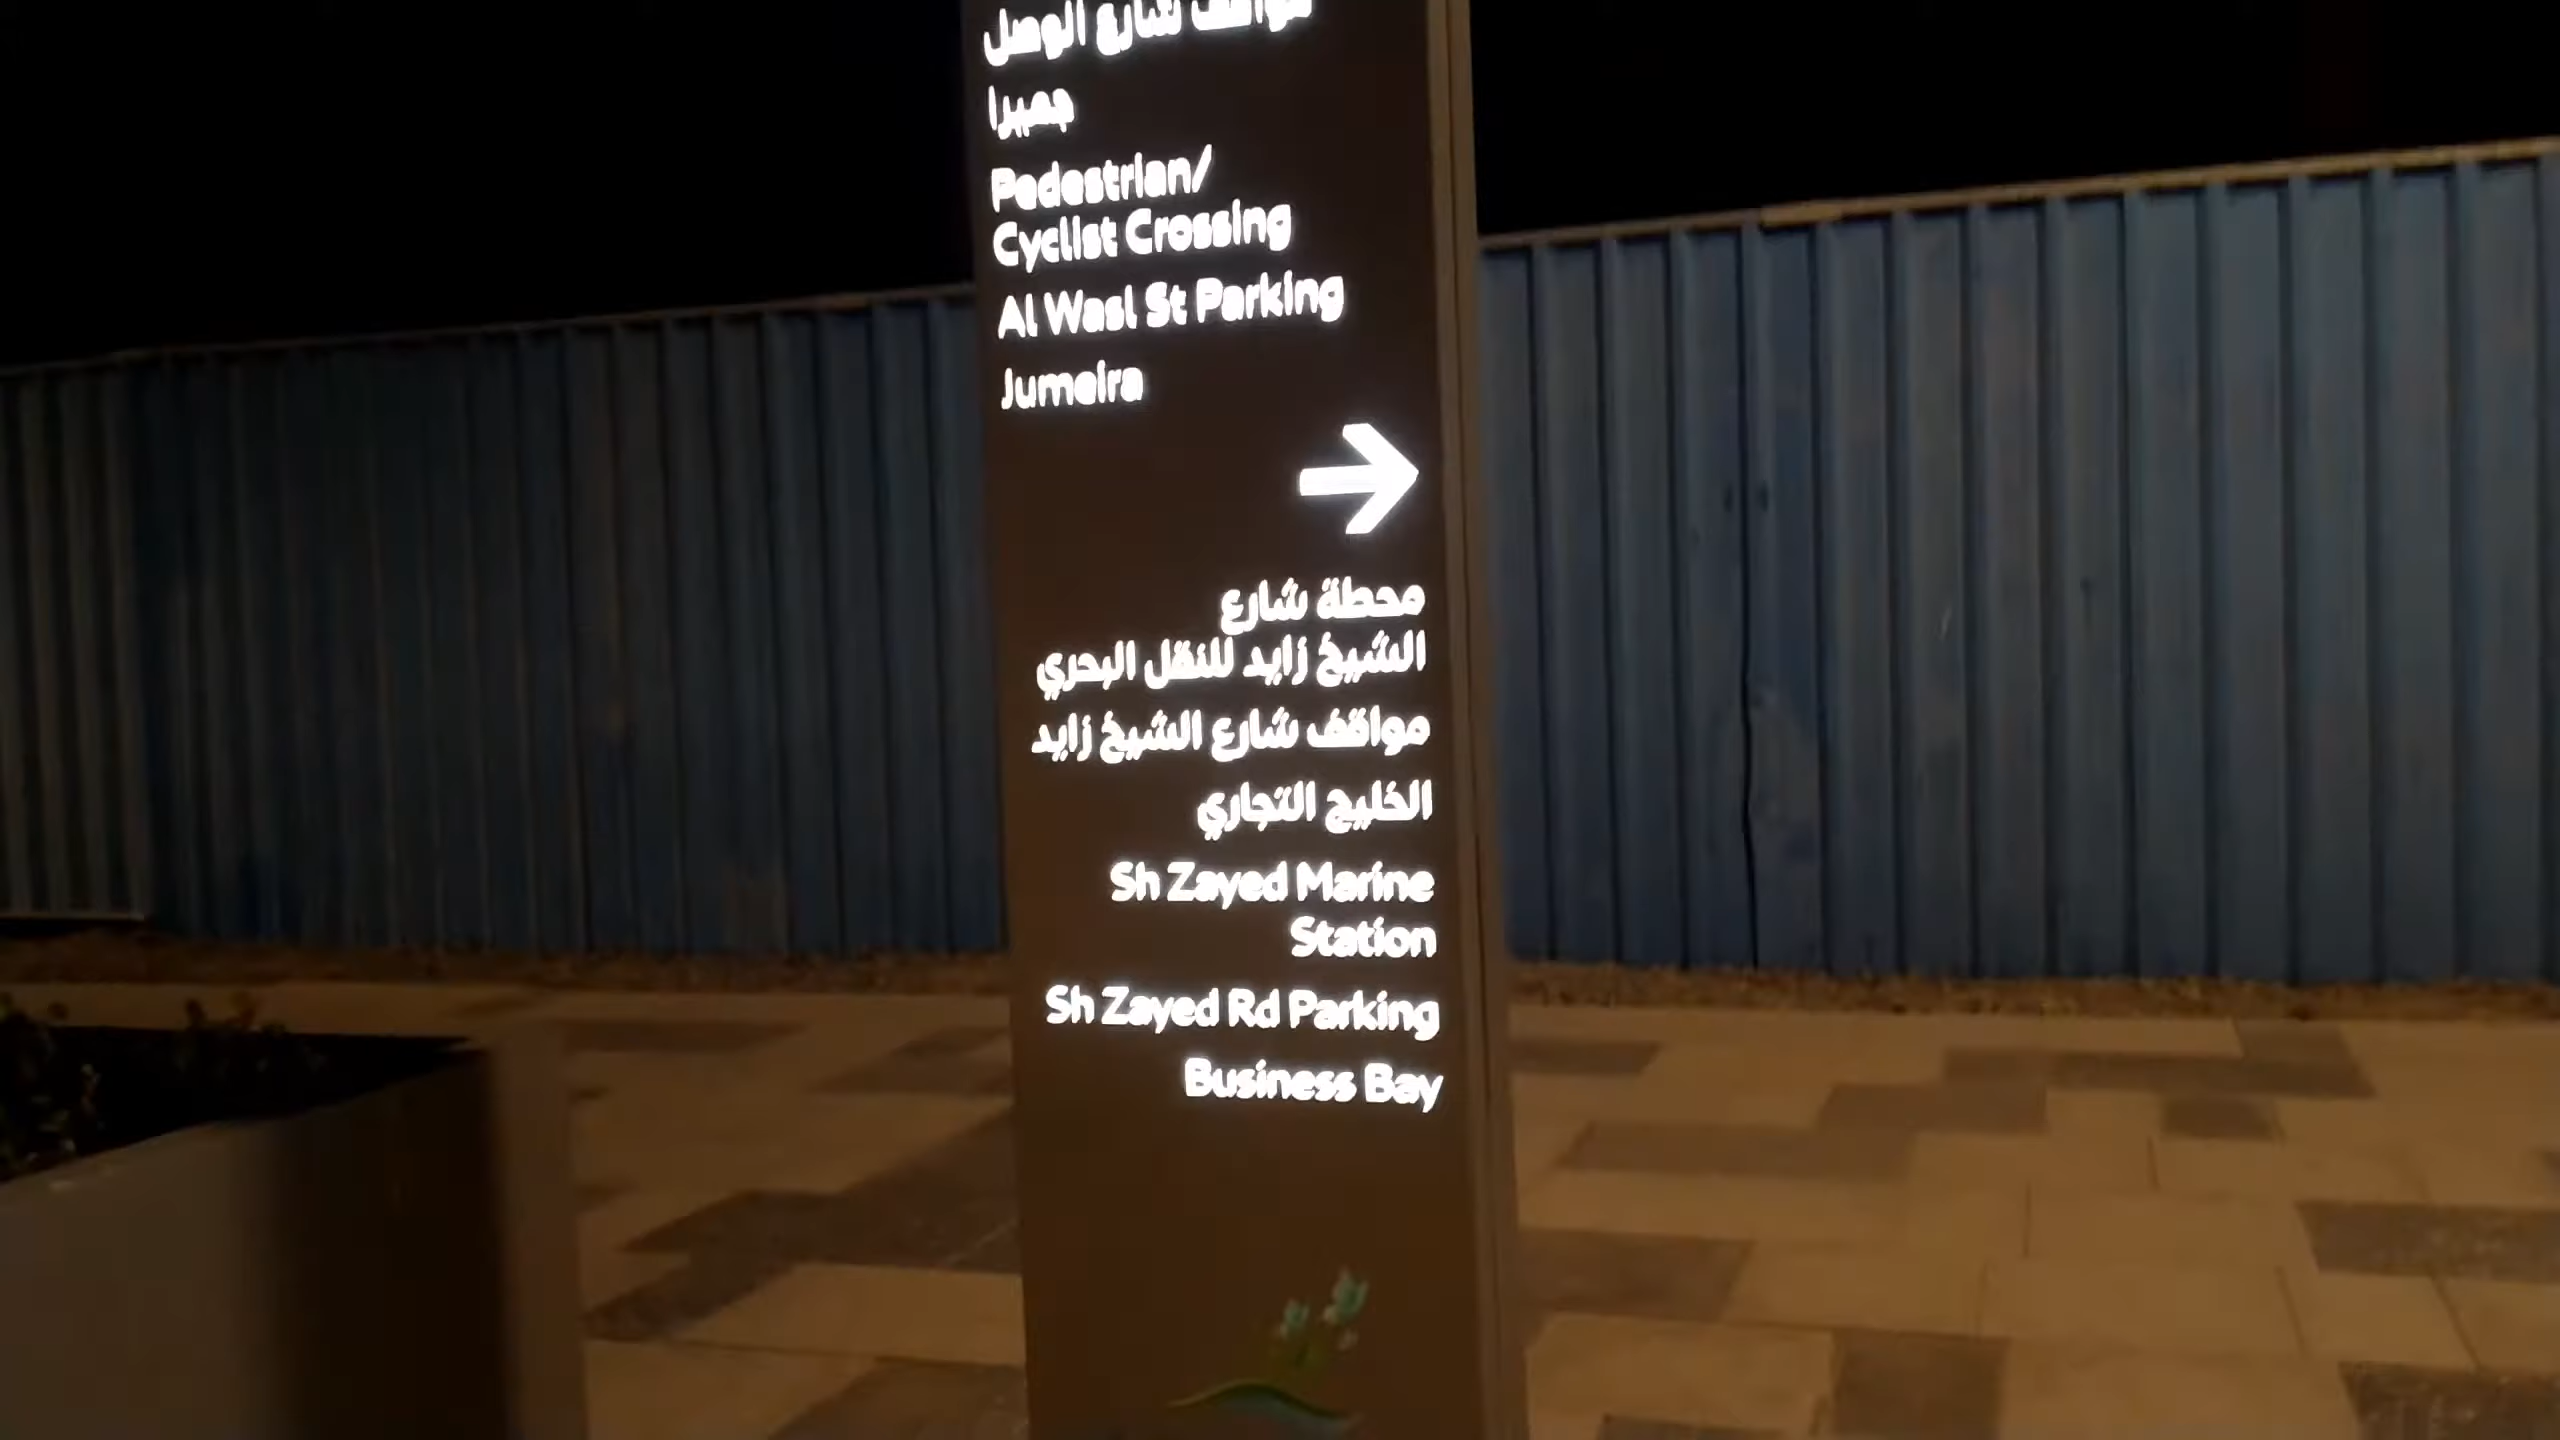 مواقف شارع الوصل
جميرا
Pedestrian/
Cyclist Crossing
Al Wasl St Parking
Jumeira
محطة شارع
الشيخ زايد للنقل البحري
مواقف شارع الشيخ زايد
الخليج التجاري
Sh Zayed Marine
Station
Sh Zayed Rd Parking
Business Bay